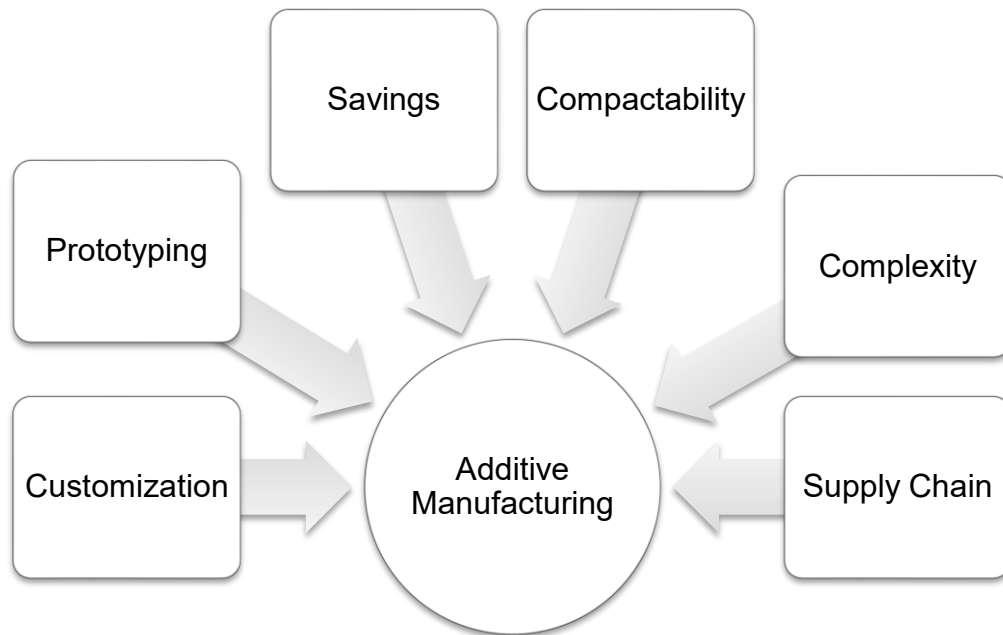 Savings
Compactability
Prototyping
Complexity
Customization
Additive
Manufacturing
Supply Chain